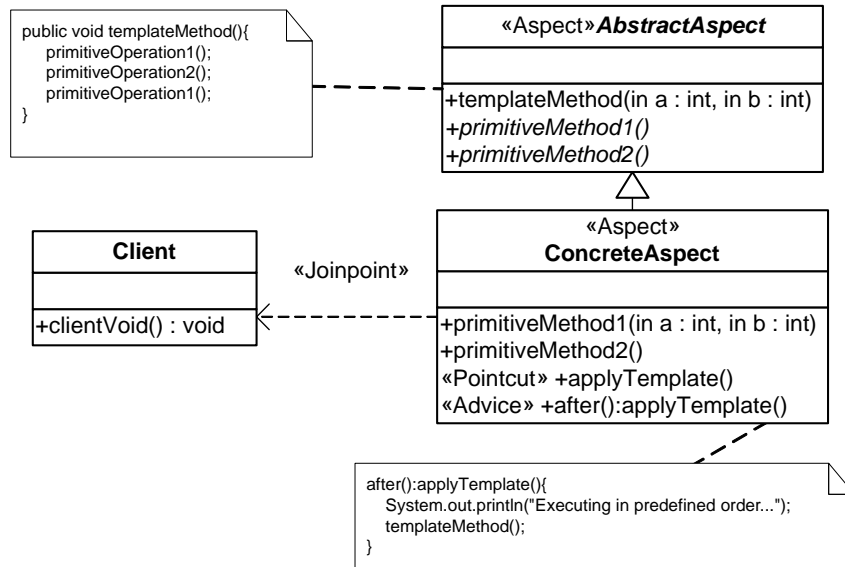 public void templateMethod(){
primitiveOperation1();
primitiveOperation2();
primitiveOperation1();
}
«Aspect»AbstractAspect
+templateMethod(in a : int, in b : int)
+primitiveMethod1()
+primitiveMethod2()
Client
+clientVoid() : void
«Joinpoint»
«Aspect»
ConcreteAspect
+primitiveMethod1(in a : int, in b : int)
+primitiveMethod2()
«Pointcut» +applyTemplate()
«Advice» +after():applyTemplate()
after():applyTemplate(){
System.out.println("Executing in predefined order...");
templateMethod();
}